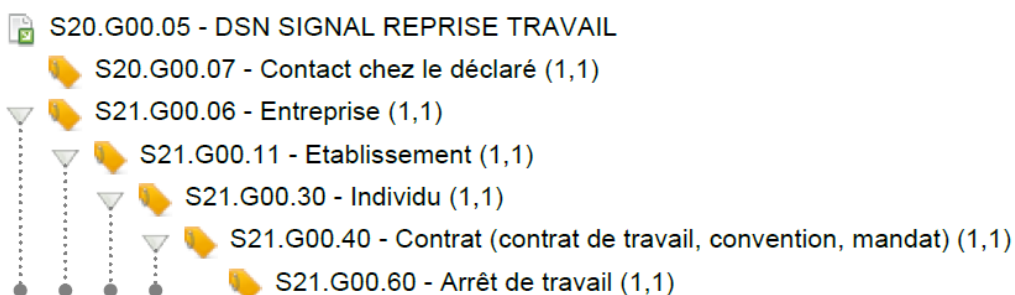 S20.G00.05 - DSN SIGNAL REPRISE TRAVAIL
S20.G00.07 - Contact chez le déclaré (1,1)
S21.G00.06 - Entreprise (1,1)
S21.G00.11 - Etablissement (1,1)
S21.G00.30 - Individu (1,1)
S21.G00.40 - Contrat (contrat de travail, convention, mandat) (1,1)
S21.G00.60 - Arrêt de travail (1,1)